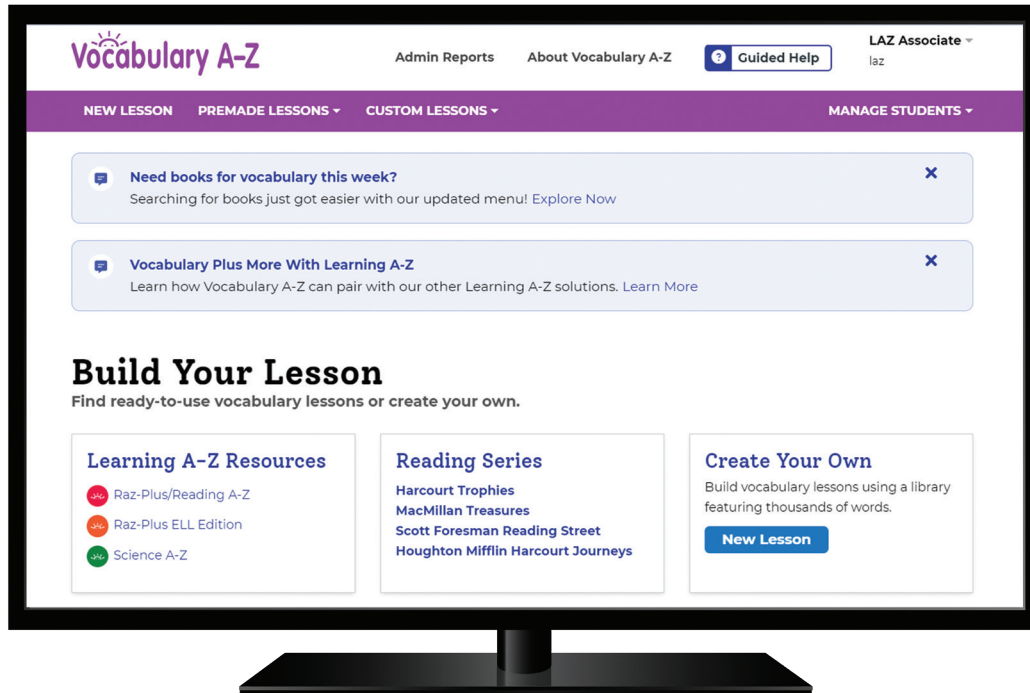 Vocabulary A-Z
Admin Reports
About Vocabulary A-Z
? Guided Help
LAZ Associate
laz
NEW LESSON
PREMADE LESSONS
CUSTOM LESSONS
MANAGE STUDENTS
Need books for vocabulary this week?
Searching for books just got easier with our updated menu! Explore Now
Vocabulary Plus More With Learning A-Z
Learn how Vocabulary A-Z can pair with our other Learning A-Z solutions. Learn More
Build Your Lesson
Find ready-to-use vocabulary lessons or create your own.
Learning A-Z Resources
Raz-Plus/Reading A-Z
Raz-Plus ELL Edition
Science A-Z
Reading Series
Harcourt Trophies
MacMillan Treasures
Scott Foresman Reading Street
Houghton Mifflin Harcourt Journeys
Create Your Own
Build vocabulary lessons using a library
featuring thousands of words.
New Lesson